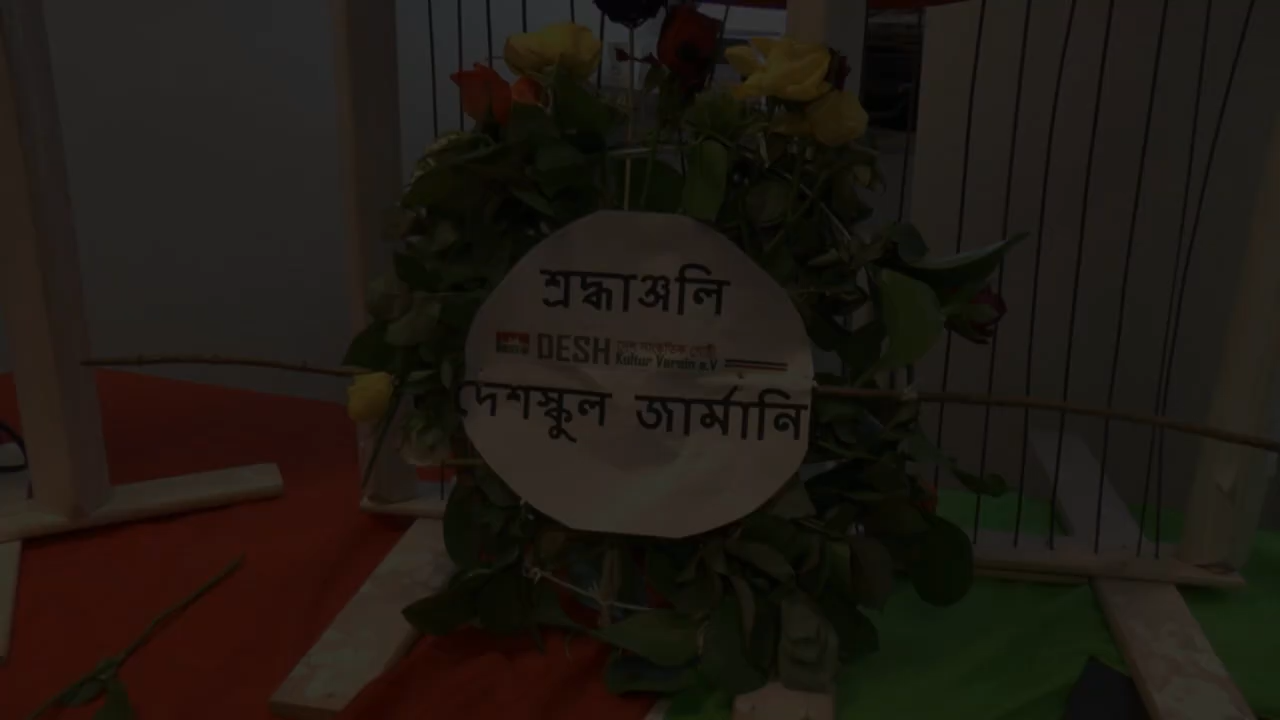 শ্রদ্ধাঞ্জলি
DESH দেশ সাংস্কৃতিক গোষ্ঠী
Kultur Verein e.V
দেশস্কুল জার্মানি